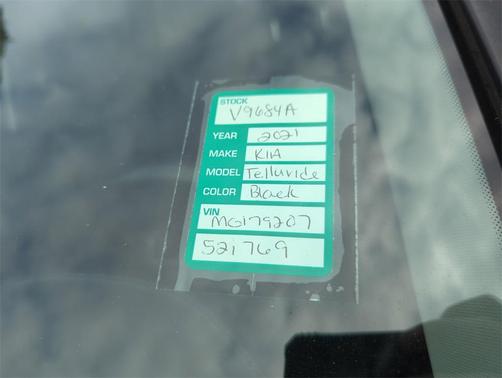 STOCK
V9684A
YEAR 2021
MAKE KIA
MODEL Telluride
COLOR Black
VIN
MG179207
521769